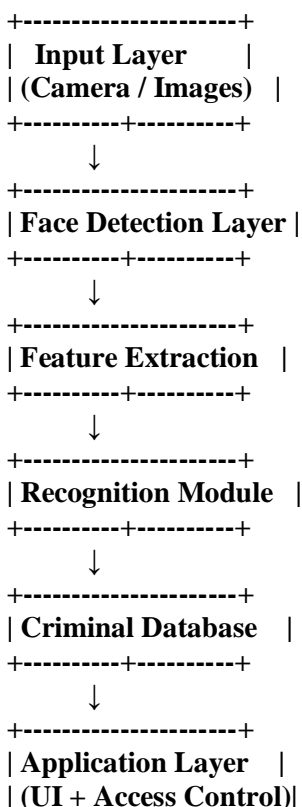 +----------------------+
| Input Layer |
| (Camera / Images) |
+----------+-----------+
↓
+----------------------+
| Face Detection Layer |
+----------+----------+
↓
+----------------------+
| Feature Extraction |
+----------+----------+
↓
+----------------------+
| Recognition Module |
+----------+----------+
↓
+----------------------+
| Criminal Database |
+----------+----------+
↓
+----------------------+
| Application Layer |
| (UI + Access Control)|